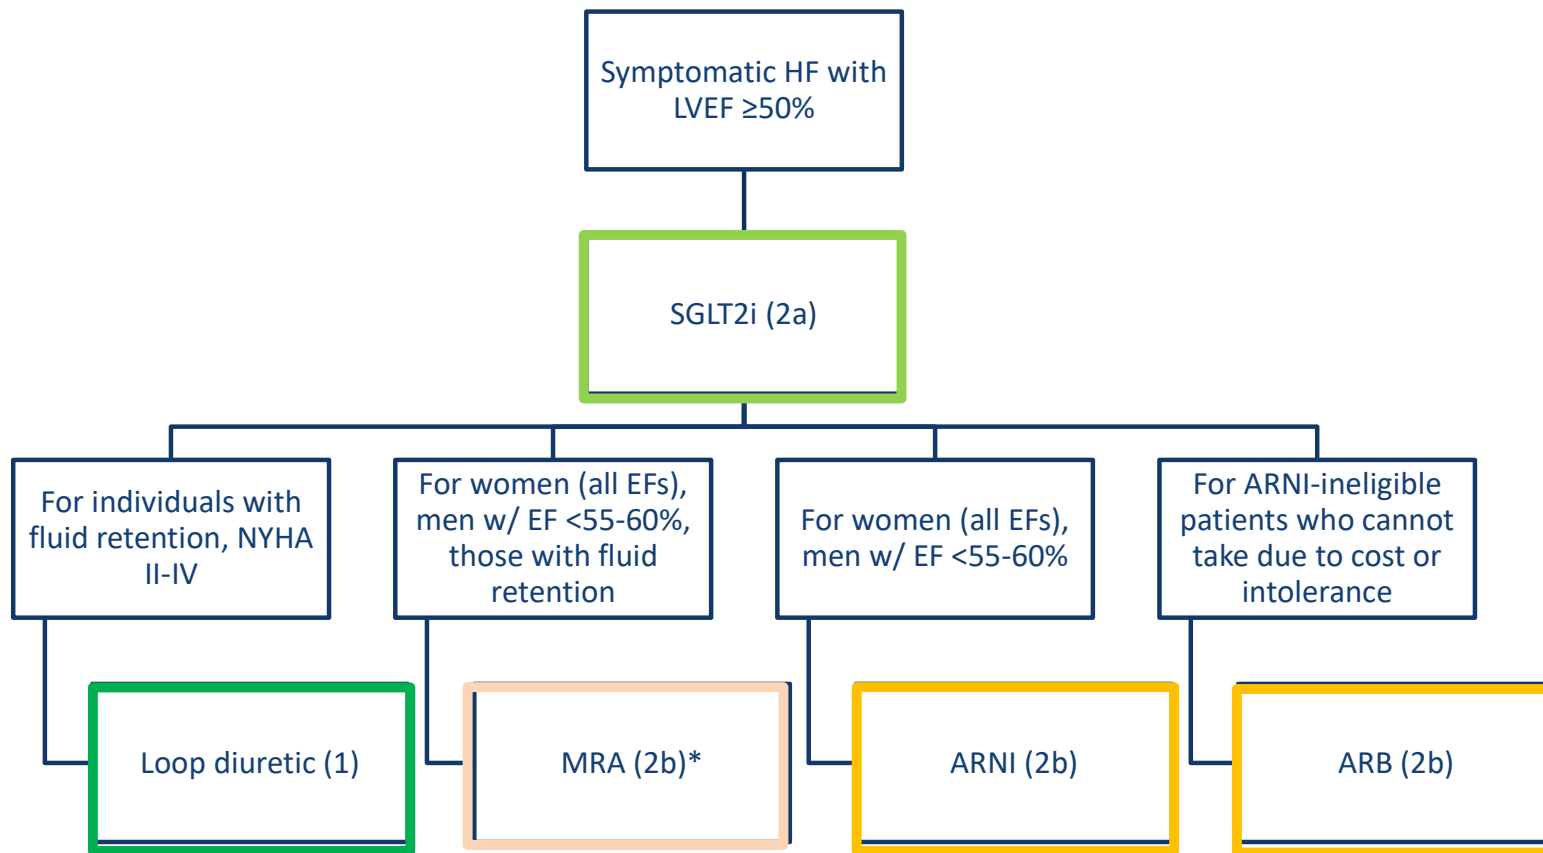 Symptomatic HF with
LVEF ≥50%
SGLT2i (2a)
For individuals with
fluid retention, NYHA
II-IV
For women (all EFs),
men w/ EF <55-60%,
those with fluid
retention
For women (all EFs),
men w/ EF <55-60%
For ARNI-ineligible
patients who cannot
take due to cost or
intolerance
Loop diuretic (1)
MRA (2b)*
ARNI (2b)
ARB (2b)